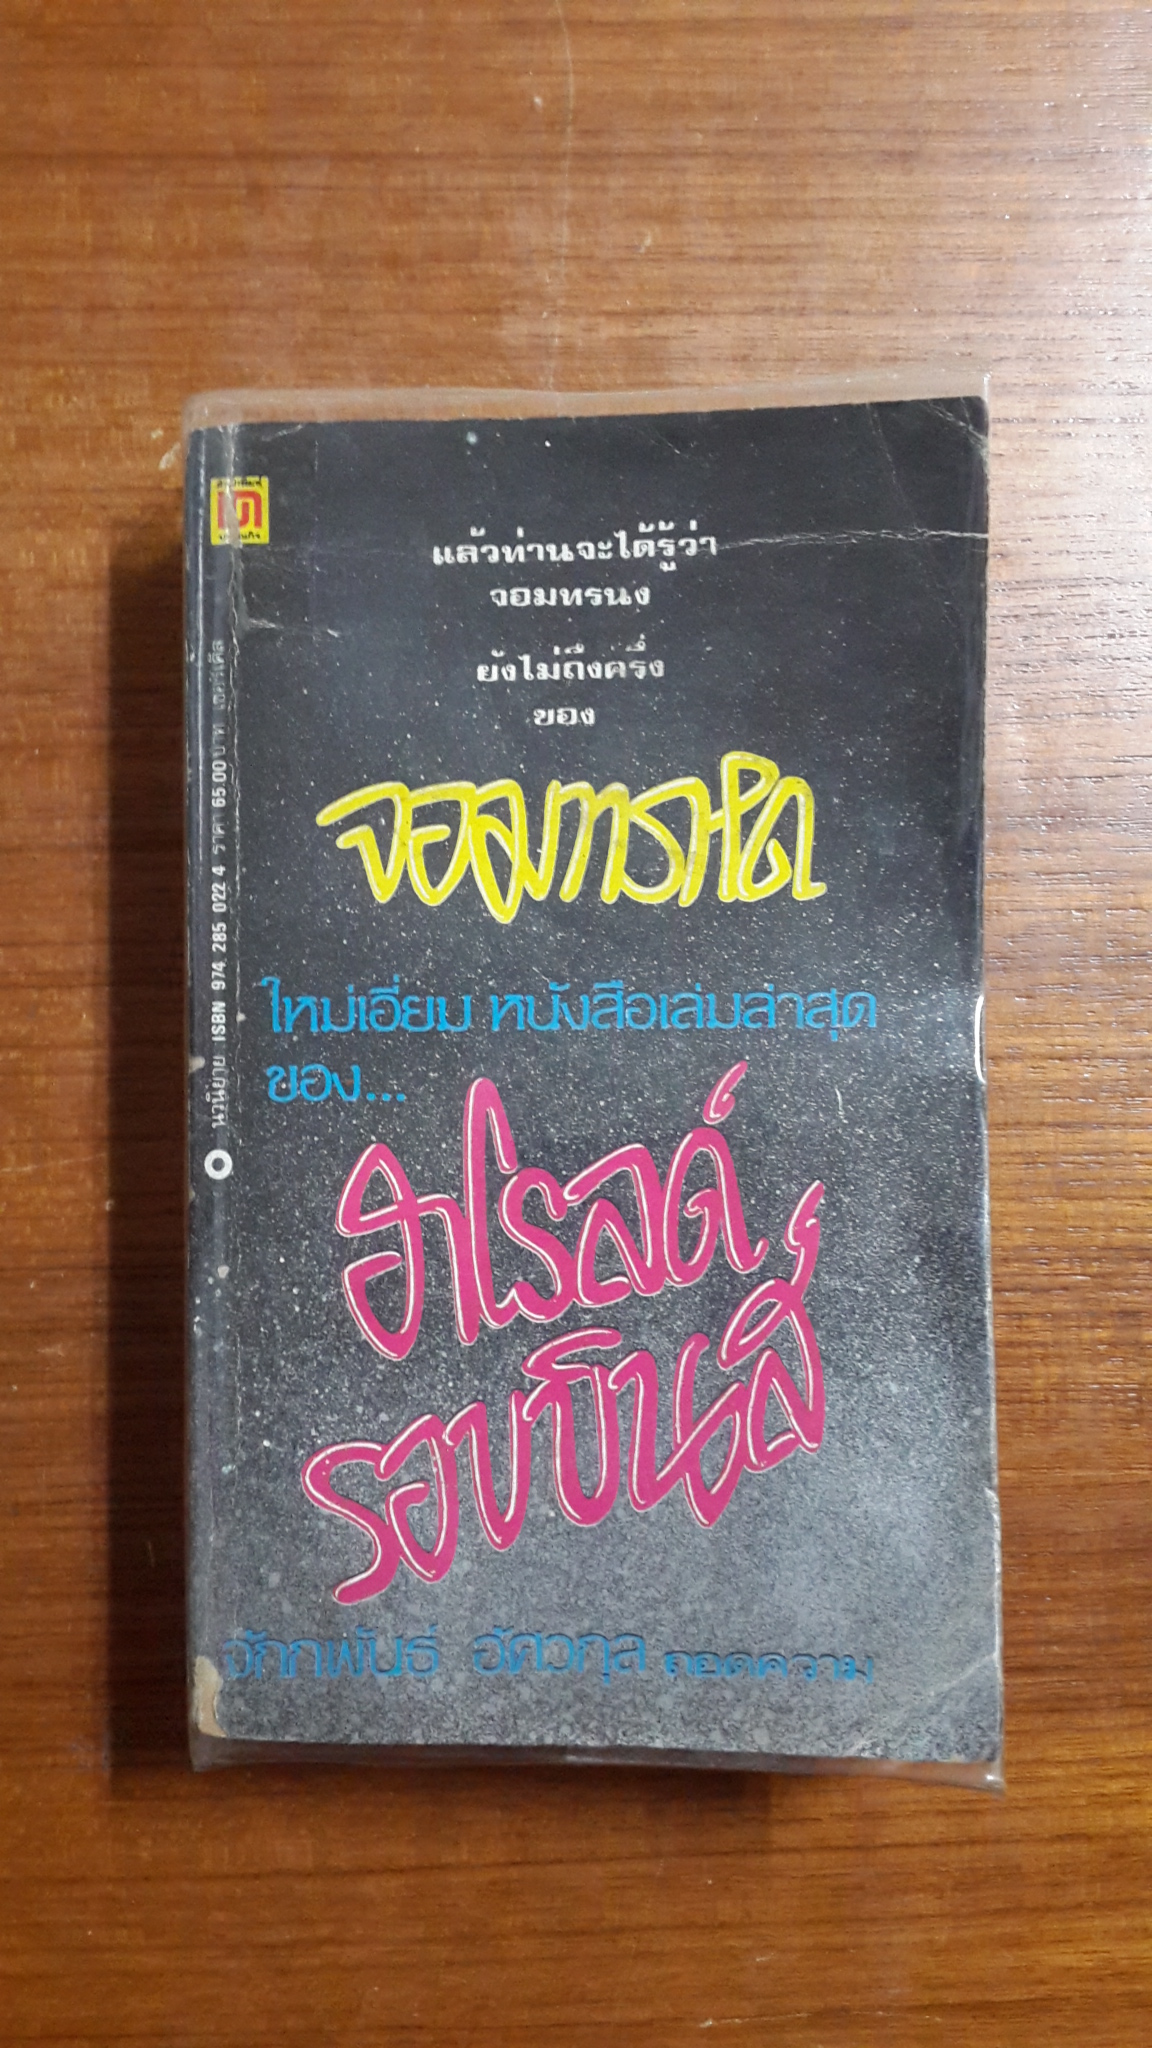 แล้วท่านจะได้รู้ว่า
จอมทรนง
ยังไม่ถึงครึ่ง
ของ
จอมทรหด
ใหม่เอี่ยม หนังสือเล่มล่าสุด
ของ...
ฮาโรลด์
รอบบินส์
จักกพันธ์ อัศวกุล ถอดความ
นวนิยาย ISBN 974 285 022 4 ราคา 65.00 บาท